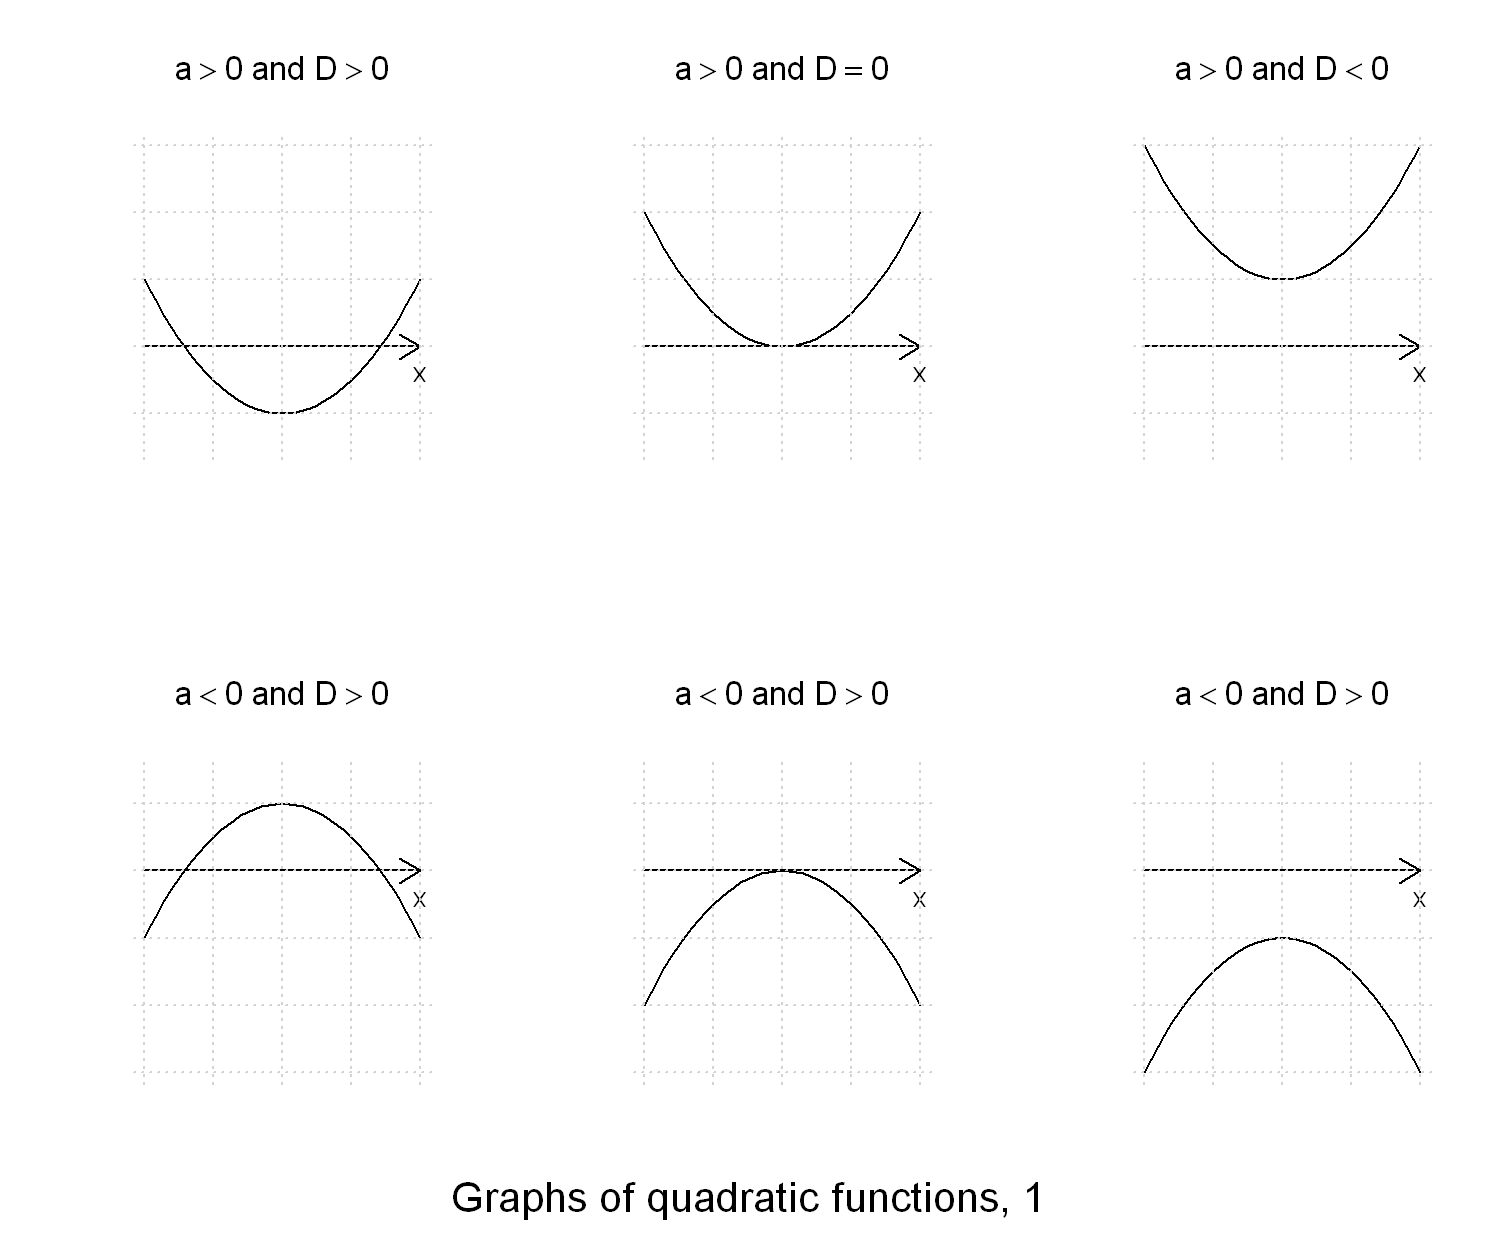 a > 0 and D > 0
a > 0 and D = 0
a > 0 and D < 0
x
x
x
a < 0 and D > 0
a < 0 and D > 0
a < 0 and D > 0
x
x
x
Graphs of quadratic functions, 1